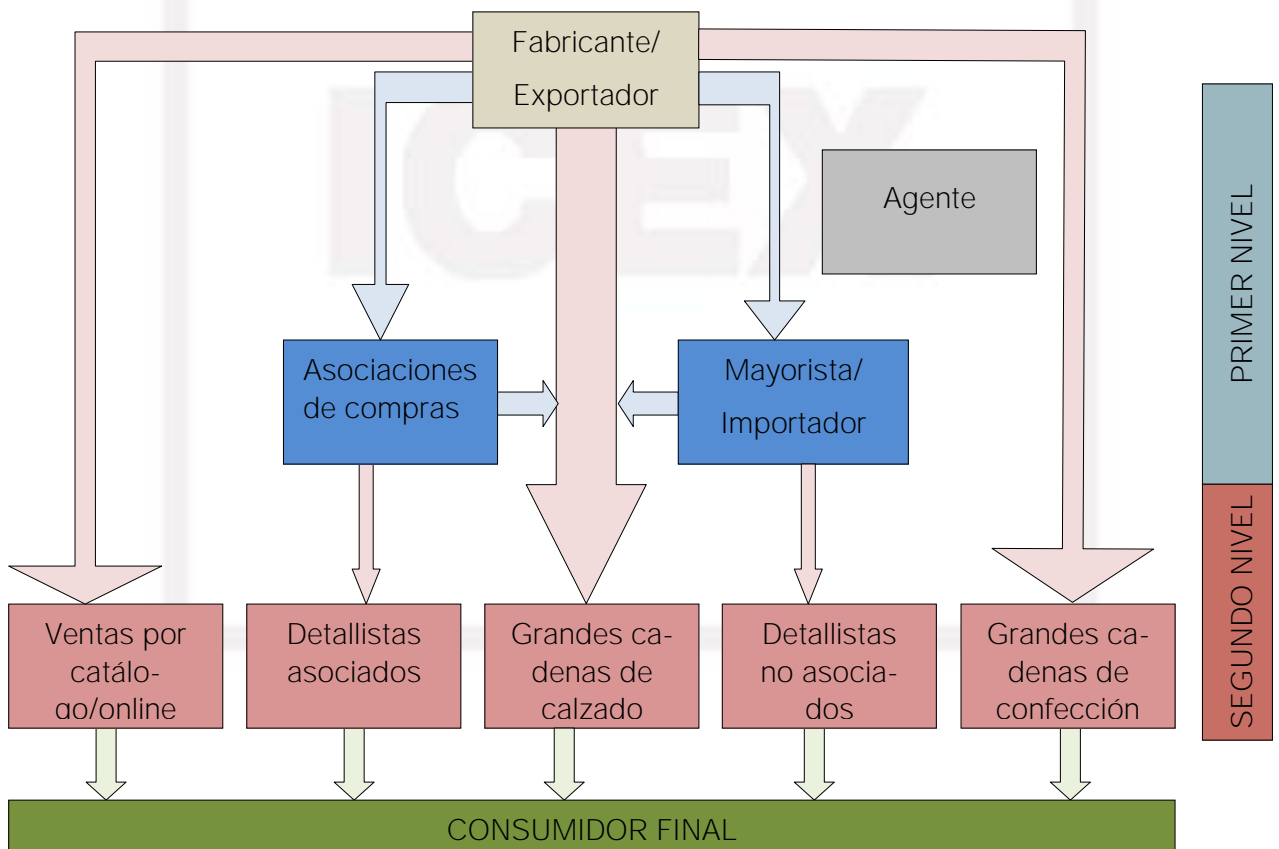 Fabricante/
Exportador
ICEX
Agente
PRIMER NIVEL
Asociaciones
de compras
Mayorista/
Importador
SEGUNDO NIVEL
Ventas por
catálo-
go/online
Detallistas
asociados
Grandes ca-
denas de
calzado
Detallistas
no asocia-
dos
Grandes ca-
denas de
confección
CONSUMIDOR FINAL